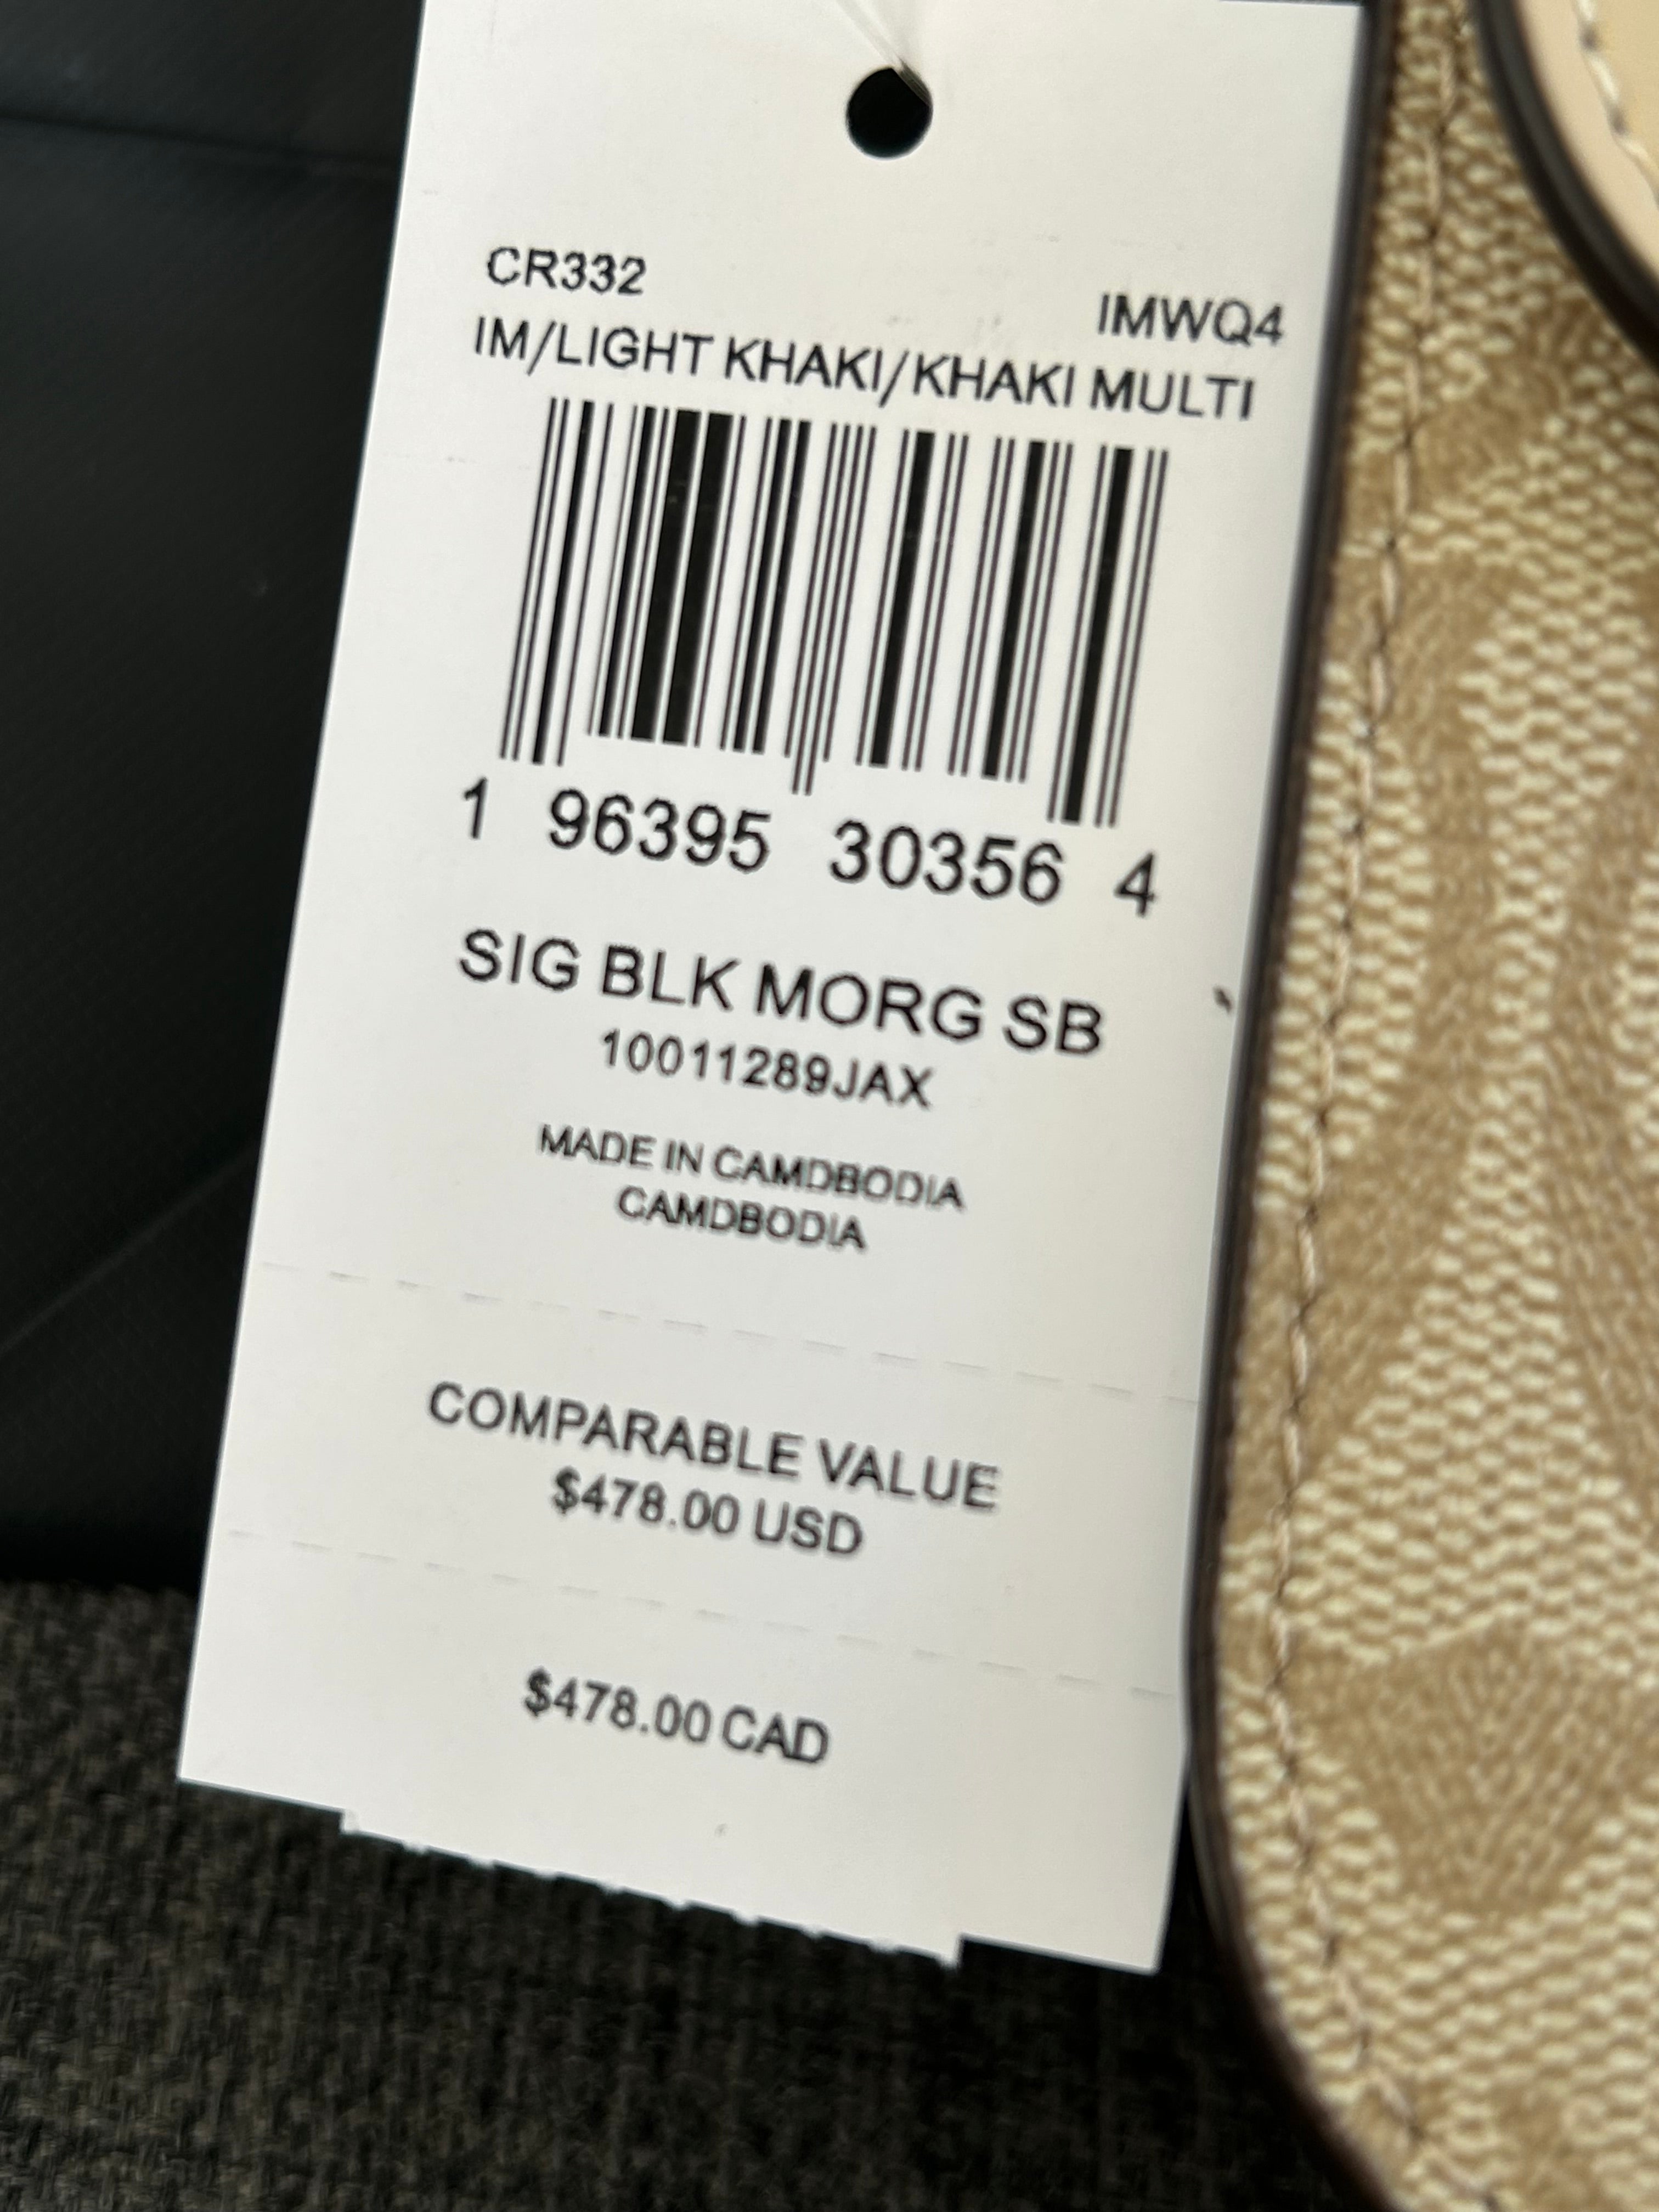 CR332 IMWQ4
IM/LIGHT KHAKI/KHAKI MULTI
1 96395 30356 4
SIG BLK MORG SB
10011289JAX
MADE IN CAMDBODIA
CAMDBODIA
COMPARABLE VALUE
$478.00 USD
$478.00 CAD